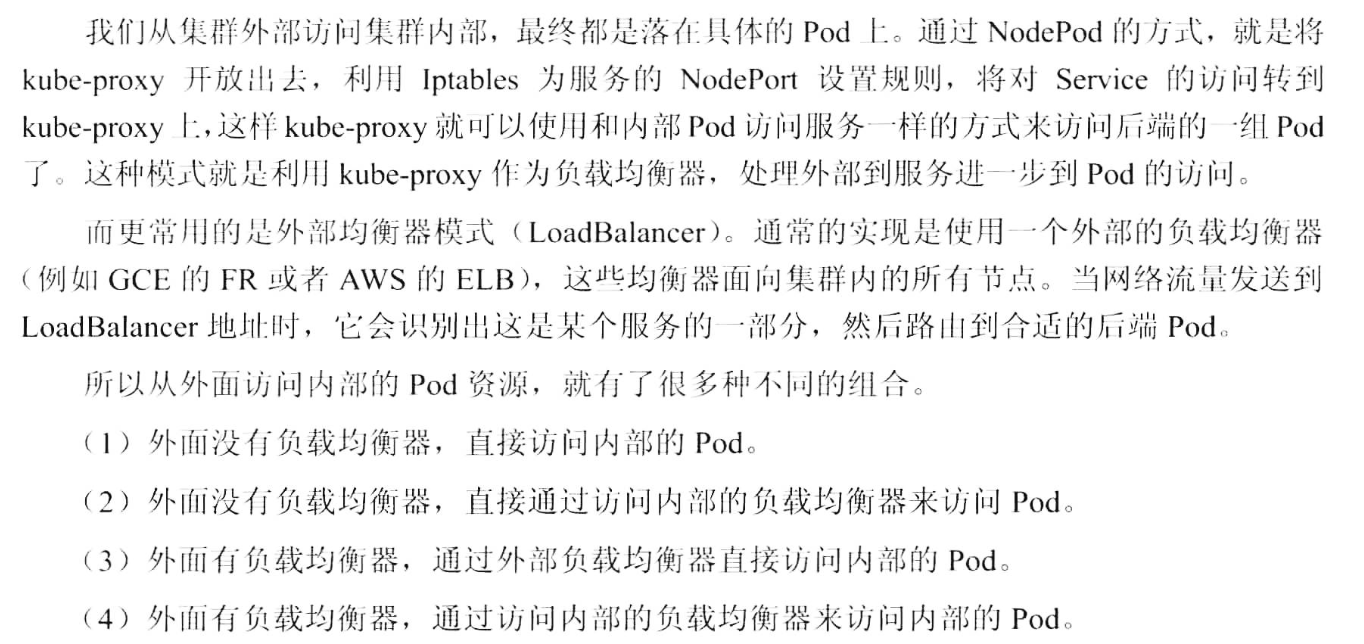 我们从集群外部访问集群内部，最终都是落在具体的 Pod 上。通过 NodePod 的方式，就是将
kube-proxy 开放出去，利用 Iptables 为服务的 NodePort 设置规则，将对 Service 的访问转到
kube-proxy 上，这样 kube-proxy 就可以使用和内部 Pod 访问服务一样的方式来访问后端的一组 Pod
了。这种模式就是利用 kube-proxy 作为负载均衡器，处理外部到服务进一步到 Pod 的访问。
而更常用的是外部均衡器模式（LoadBalancer）。通常的实现是使用一个外部的负载均衡器
（例如 GCE 的 FR 或者 AWS 的 ELB），这些均衡器面向集群内的所有节点。当网络流量发送到
LoadBalancer 地址时，它会识别出这是某个服务的一部分，然后路由到合适的后端 Pod。
所以从外面访问内部的 Pod 资源，就有了很多种不同的组合。
（1）外面没有负载均衡器，直接访问内部的 Pod。
（2）外面没有负载均衡器，直接通过访问内部的负载均衡器来访问 Pod。
（3）外面有负载均衡器，通过外部负载均衡器直接访问内部的 Pod。
（4）外面有负载均衡器，通过访问内部的负载均衡器来访问内部的 Pod。